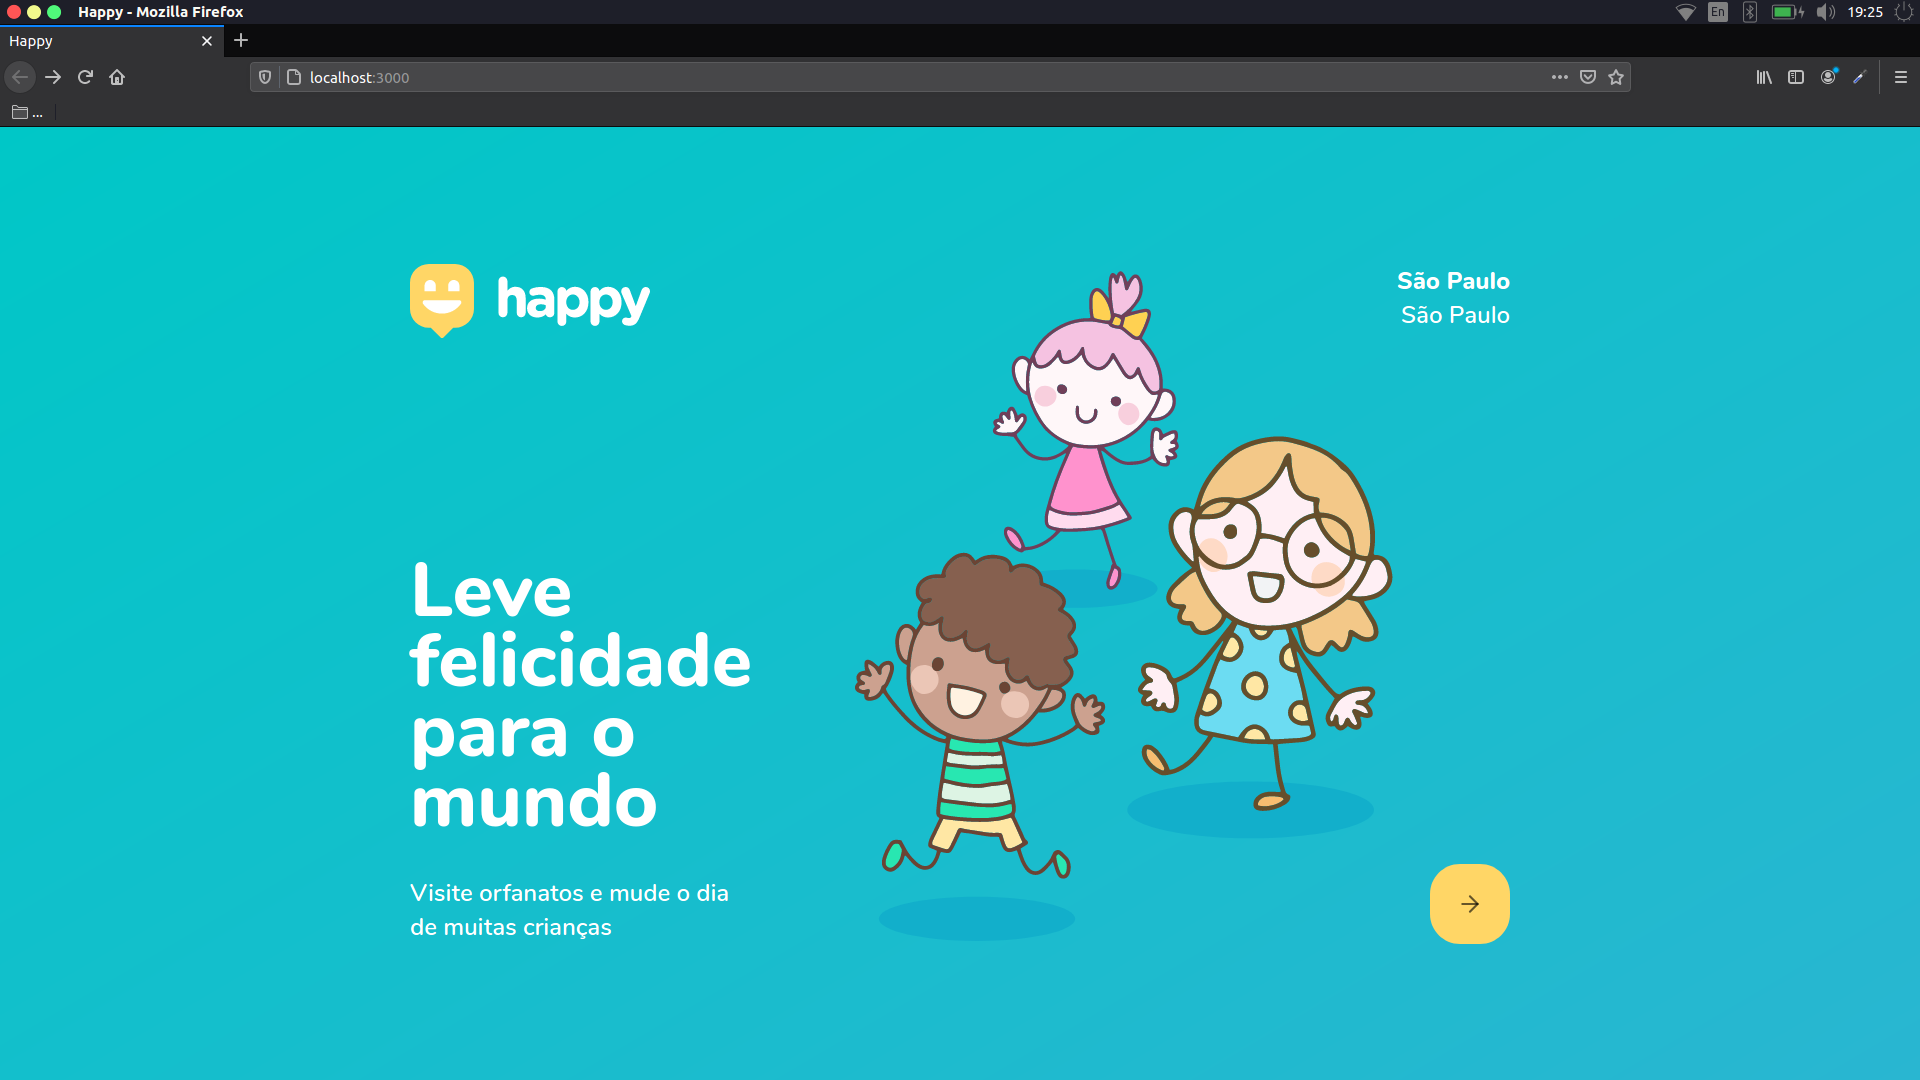 Happy - Mozilla Firefox
En
19:25
Happy
localhost:3000
...
happy
São Paulo
São Paulo
Leve
felicidade
para o
mundo
Visite orfanatos e mude o dia
de muitas crianças